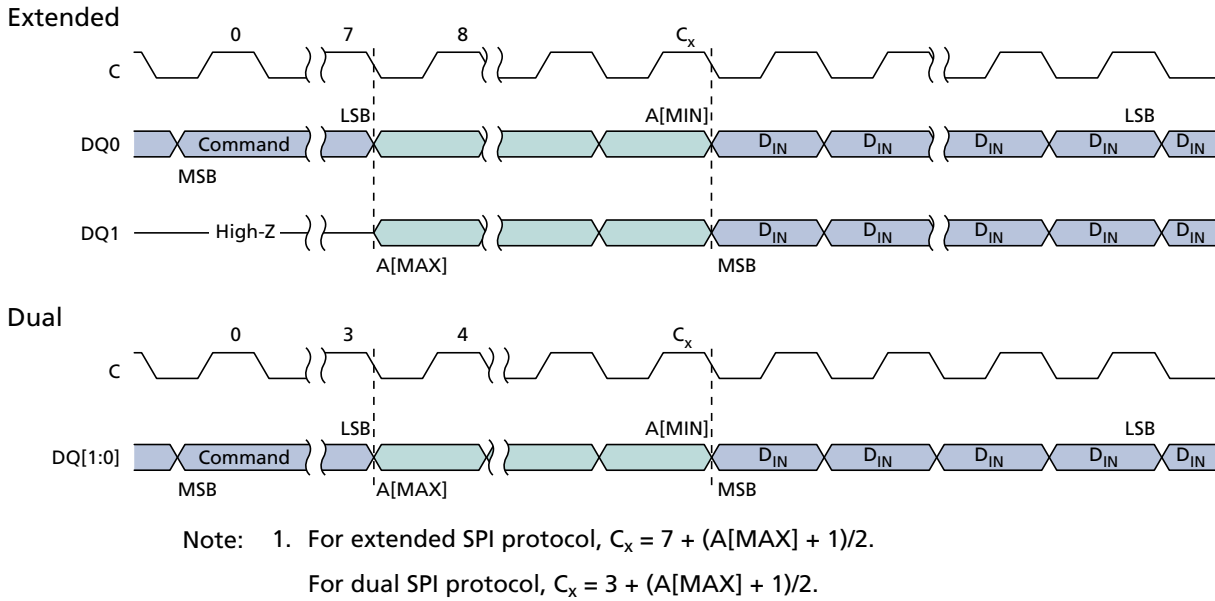 Extended
0 7 8 Cx
C
LSB A[MIN] LSB
DQ0 Command DIN DIN DIN DIN DIN
MSB
DQ1 High-Z DIN DIN DIN DIN DIN
A[MAX] MSB
Dual
0 3 4 Cx
C
LSB A[MIN] LSB
DQ[1:0] Command DIN DIN DIN DIN DIN
MSB A[MAX] MSB
Note: 1. For extended SPI protocol, Cx = 7 + (A[MAX] + 1)/2.
For dual SPI protocol, Cx = 3 + (A[MAX] + 1)/2.